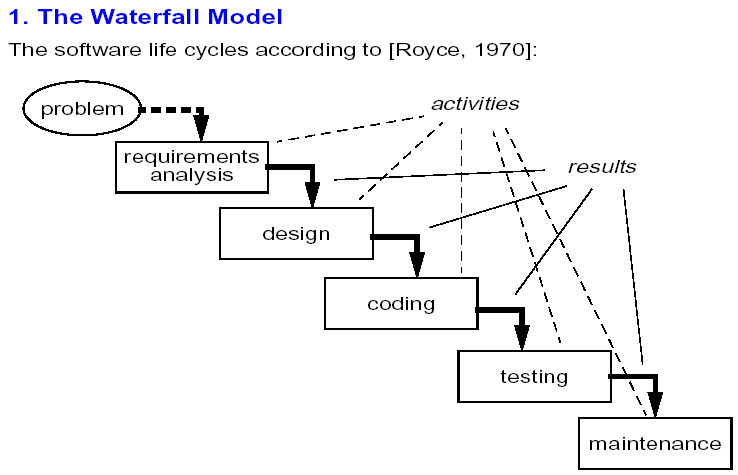 1. The Waterfall Model
The software life cycles according to [Royce, 1970]:
problem
activities
requirements
analysis
results
design
coding
testing
maintenance